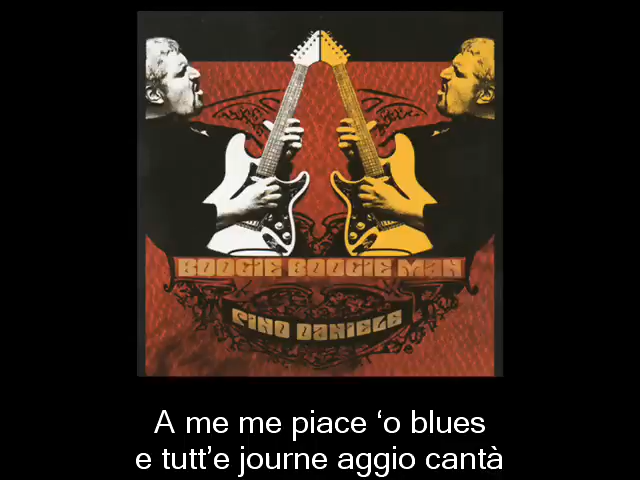 BOOGIE BOOGIE MAN
PINO DANIELE
A me me piace ‘o blues
e tutt’e journe aggio cantà